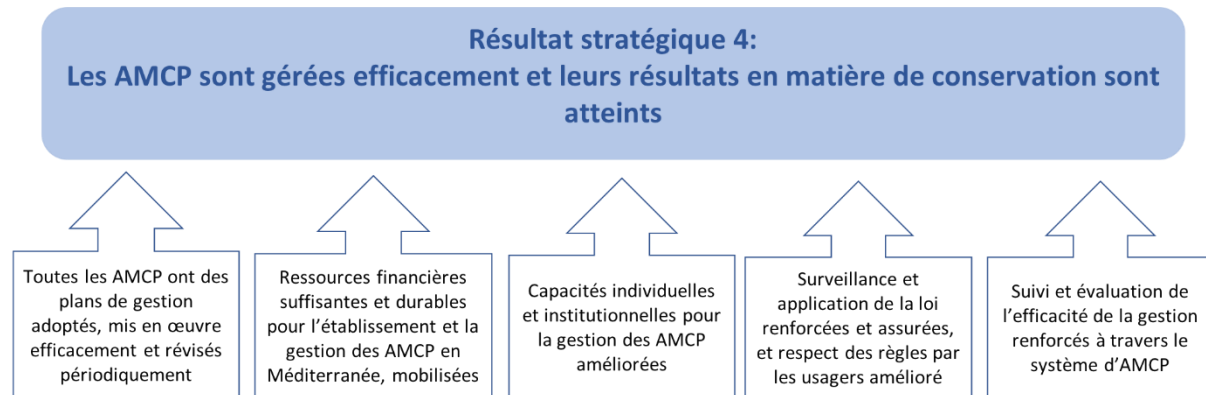 Résultat stratégique 4:
Les AMCP sont gérées efficacement et leurs résultats en matière de conservation sont
atteints
Toutes les AMCP ont des
plans de gestion
adoptés, mis en œuvre
efficacement et révisés
périodiquement
Ressources financières
suffisantes et durables
pour l’établissement et la
gestion des AMCP en
Méditerranée, mobilisées
Capacités individuelles
et institutionnelles pour
la gestion des AMCP
améliorées
Surveillance et
application de la loi
renforcées et assurées,
et respect des règles par
les usagers amélioré
Suivi et évaluation de
l’efficacité de la gestion
renforcés à travers le
système d’AMCP